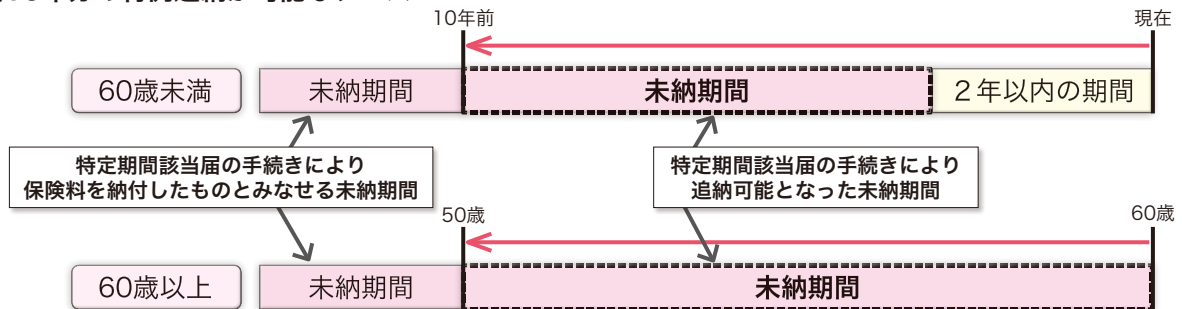 10年前
現在
60歳未満
未納期間
未納期間
2年以内の期間
特定期間該当届の手続きにより
保険料を納付したものとみなせる未納期間
特定期間該当届の手続きにより
追納可能となった未納期間
50歳
60歳
60歳以上
未納期間
未納期間